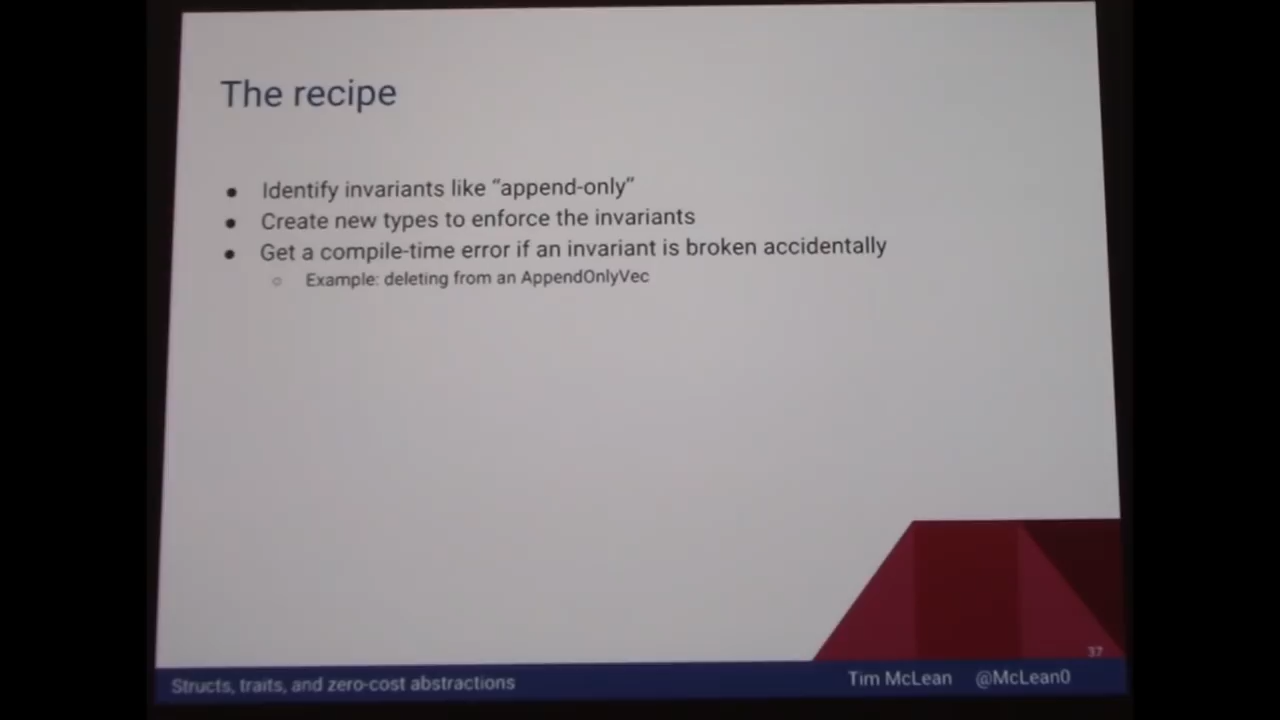 The recipe
● Identify invariants like “append-only”
● Create new types to enforce the invariants
● Get a compile-time error if an invariant is broken accidentally
○ Example: deleting from an AppendOnlyVec
37
Structs, traits, and zero-cost abstractions
Tim McLean @McLean0